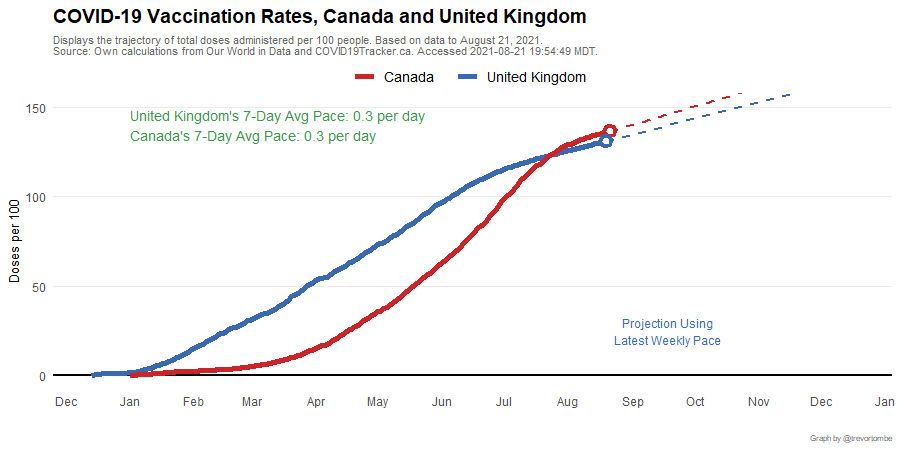 COVID-19 Vaccination Rates, Canada and United Kingdom
Displays the trajectory of total doses administered per 100 people. Based on data to August 21, 2021.
Source: Own calculations from Our World in Data and COVID19Tracker.ca. Accessed 2021-08-21 19:54:49 MDT.
Canada United Kingdom
United Kingdom's 7-Day Avg Pace: 0.3 per day
Canada's 7-Day Avg Pace: 0.3 per day
150
100
50
0
Doses per 100
Projection Using
Latest Weekly Pace
Dec Jan Feb Mar Apr May Jun Jul Aug Sep Oct Nov Dec Jan
Graph by @trevortombe